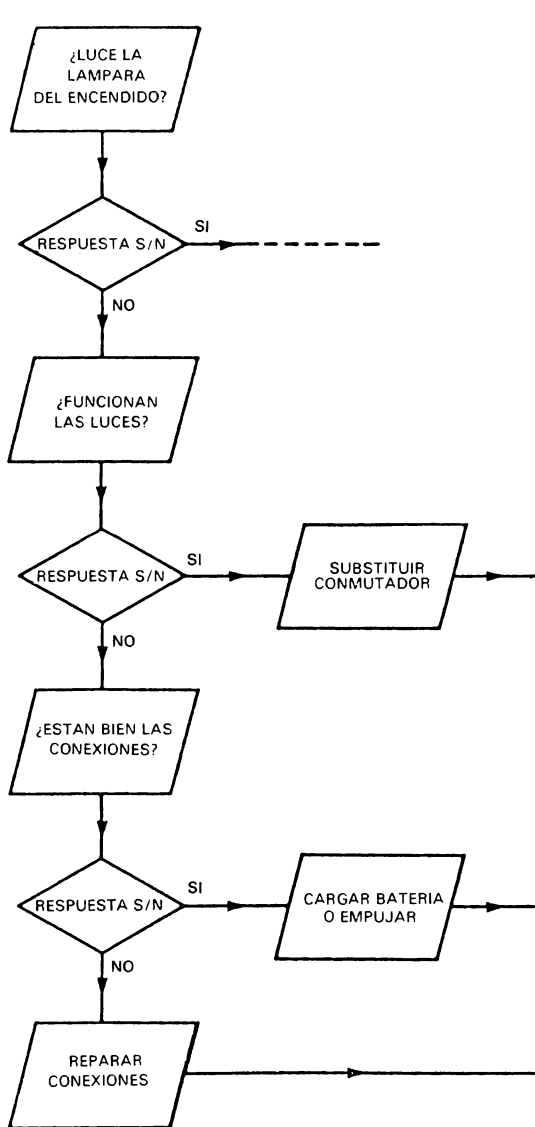 ¿LUCE LA
LAMPARA
DEL ENCENDIDO?
RESPUESTA S/N
SI
NO
¿FUNCIONAN
LAS LUCES?
RESPUESTA S/N
SI
SUBSTITUIR
CONMUTADOR
NO
¿ESTAN BIEN LAS
CONEXIONES?
RESPUESTA S/N
SI
CARGAR BATERIA
O EMPUJAR
NO
REPARAR
CONEXIONES